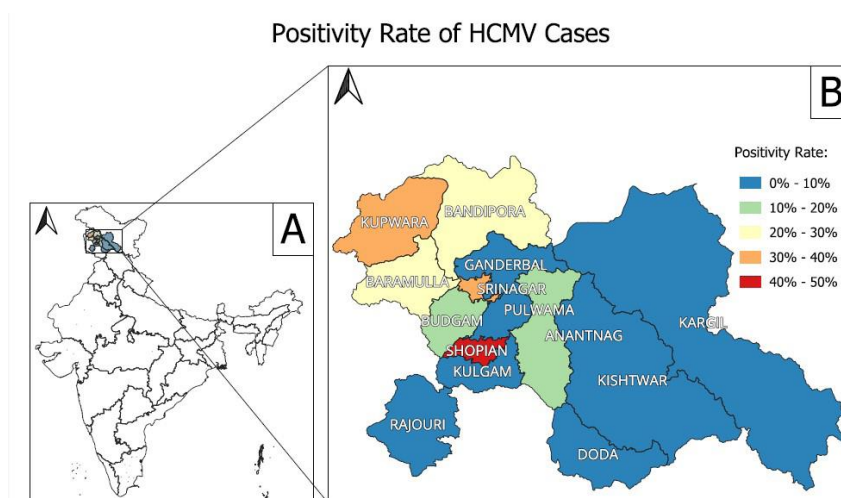 Positivity Rate of HCMV Cases
A
B
Positivity Rate:
0% - 10%
10% - 20%
20% - 30%
30% - 40%
40% - 50%
KUPWARA
BANDIPORA
GANDERBAL
BARAMULLA
SRINAGAR
PULWAMA
BUDGAM
ANANTNAG
KARGIL
SHOPIAN
KULGAM
KISHTWAR
RAJOURI
DODA